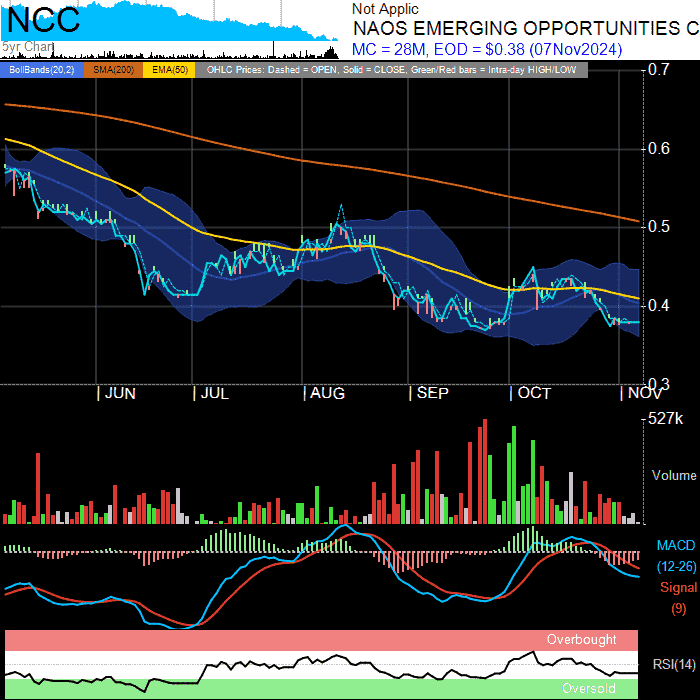 NCC
5yr Chart
Not Applic
NAOS EMERGING OPPORTUNITIES C
MC = 28M, EOD = $0.38 (07Nov2024)
BollBands(20,2) SMA(200) EMA(50) OHLC Prices: Dashed = OPEN, Solid = CLOSE, Green/Red bars = Intra-day HIGH/LOW
0.7
0.6
0.5
0.4
0.3
JUN JUL AUG SEP OCT NOV
527k
Volume
MACD
(12-26)
Signal
(9)
Overbought
RSI(14)
Oversold